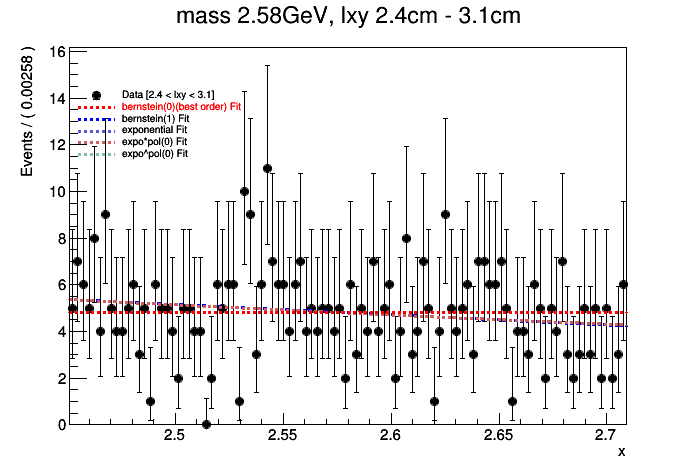 mass 2.58GeV, lxy 2.4cm - 3.1cm
Events / ( 0.00258 )
16
14
12
10
8
6
4
2
0
Data [2.4 < lxy < 3.1]
bernstein(0)(best order) Fit
bernstein(1) Fit
exponential Fit
expo*pol(0) Fit
expo^pol(0) Fit
2.5 2.55 2.6 2.65 2.7
x